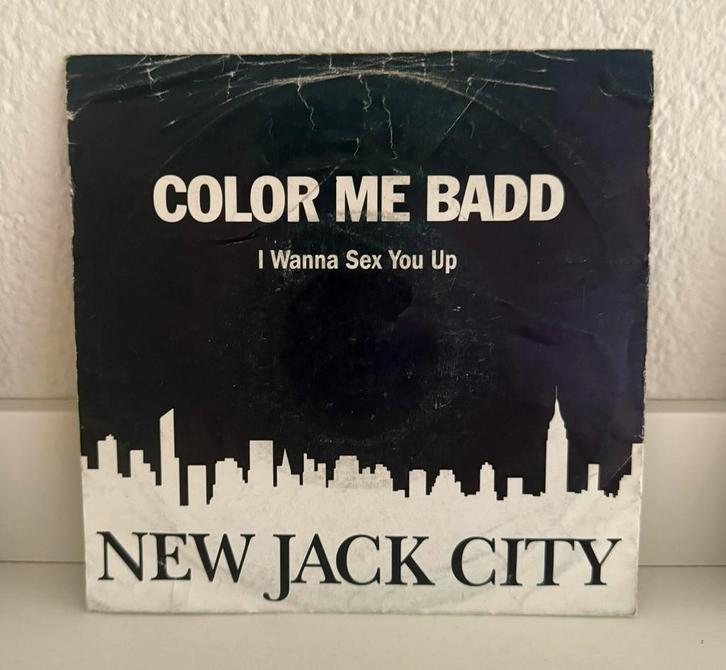 COLOR ME BADD
I Wanna Sex You Up
NEW JACK CITY